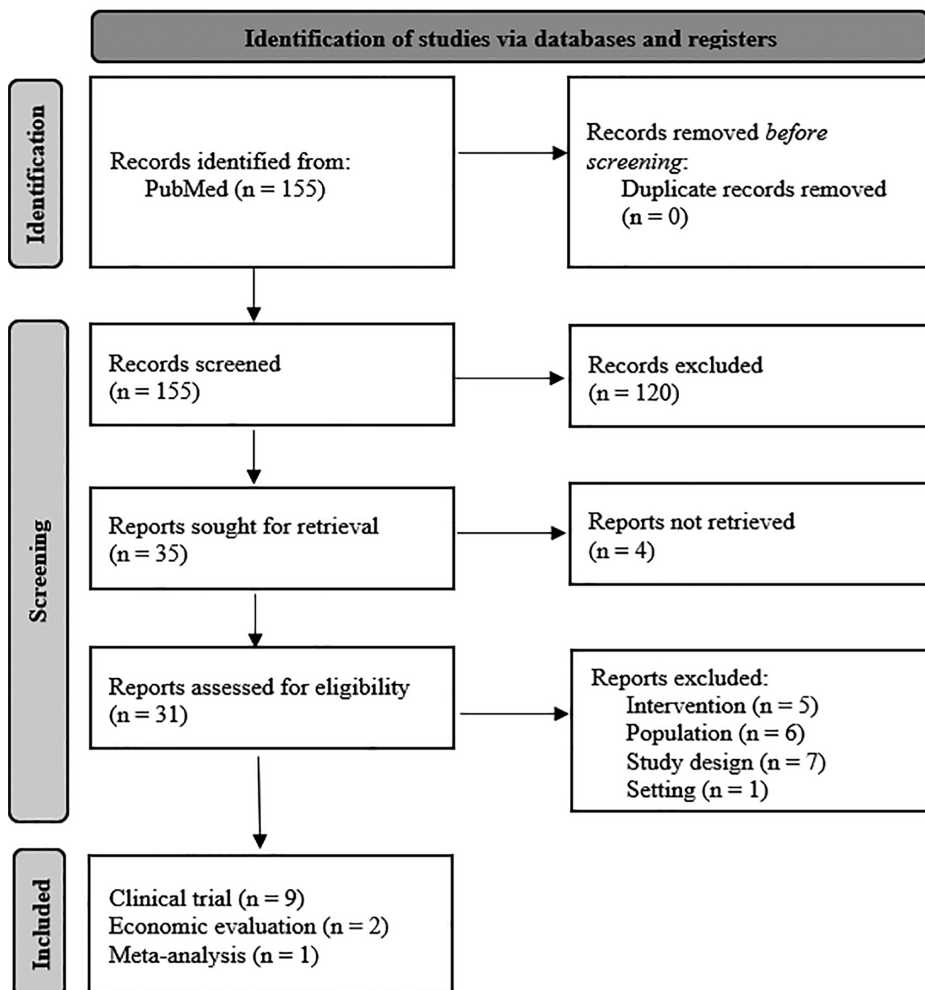 Identification of studies via databases and registers
Identification
Records identified from:
PubMed (n = 155)
Records removed before
screening:
Duplicate records removed
(n = 0)
Screening
Records screened
(n = 155)
Records excluded
(n = 120)
Reports sought for retrieval
(n = 35)
Reports not retrieved
(n = 4)
Reports assessed for eligibility
(n = 31)
Reports excluded:
Intervention (n = 5)
Population (n = 6)
Study design (n = 7)
Setting (n = 1)
Included
Clinical trial (n = 9)
Economic evaluation (n = 2)
Meta-analysis (n = 1)